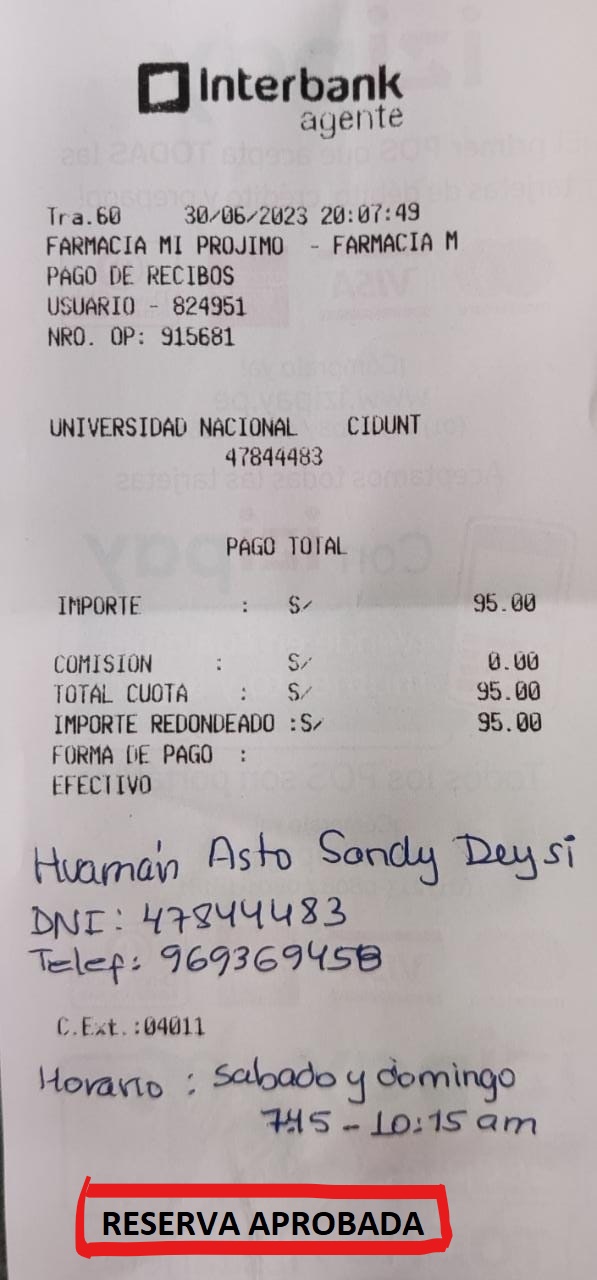 Interbank
agente
Tra.60 30/06/2023 20:07:49
FARMACIA MI PROJIMO - FARMACIA M
PAGO DE RECIBOS
USUARIO - 824951
NRO. OP: 915681
UNIVERSIDAD NACIONAL CIDUNT
47844483
PAGO TOTAL
IMPORTE : S/ 95.00
COMISION : S/ 0.00
TOTAL CUOTA : S/ 95.00
IMPORTE REDONDEADO :S/ 95.00
FORMA DE PAGO :
EFECTIVO
Huamán Asto Sandy Deysi
DNI: 47844483
Telef: 969369458
C.Ext.:04011
Horario : Sabado y domingo
7:45 - 10:15 am
RESERVA APROBADA